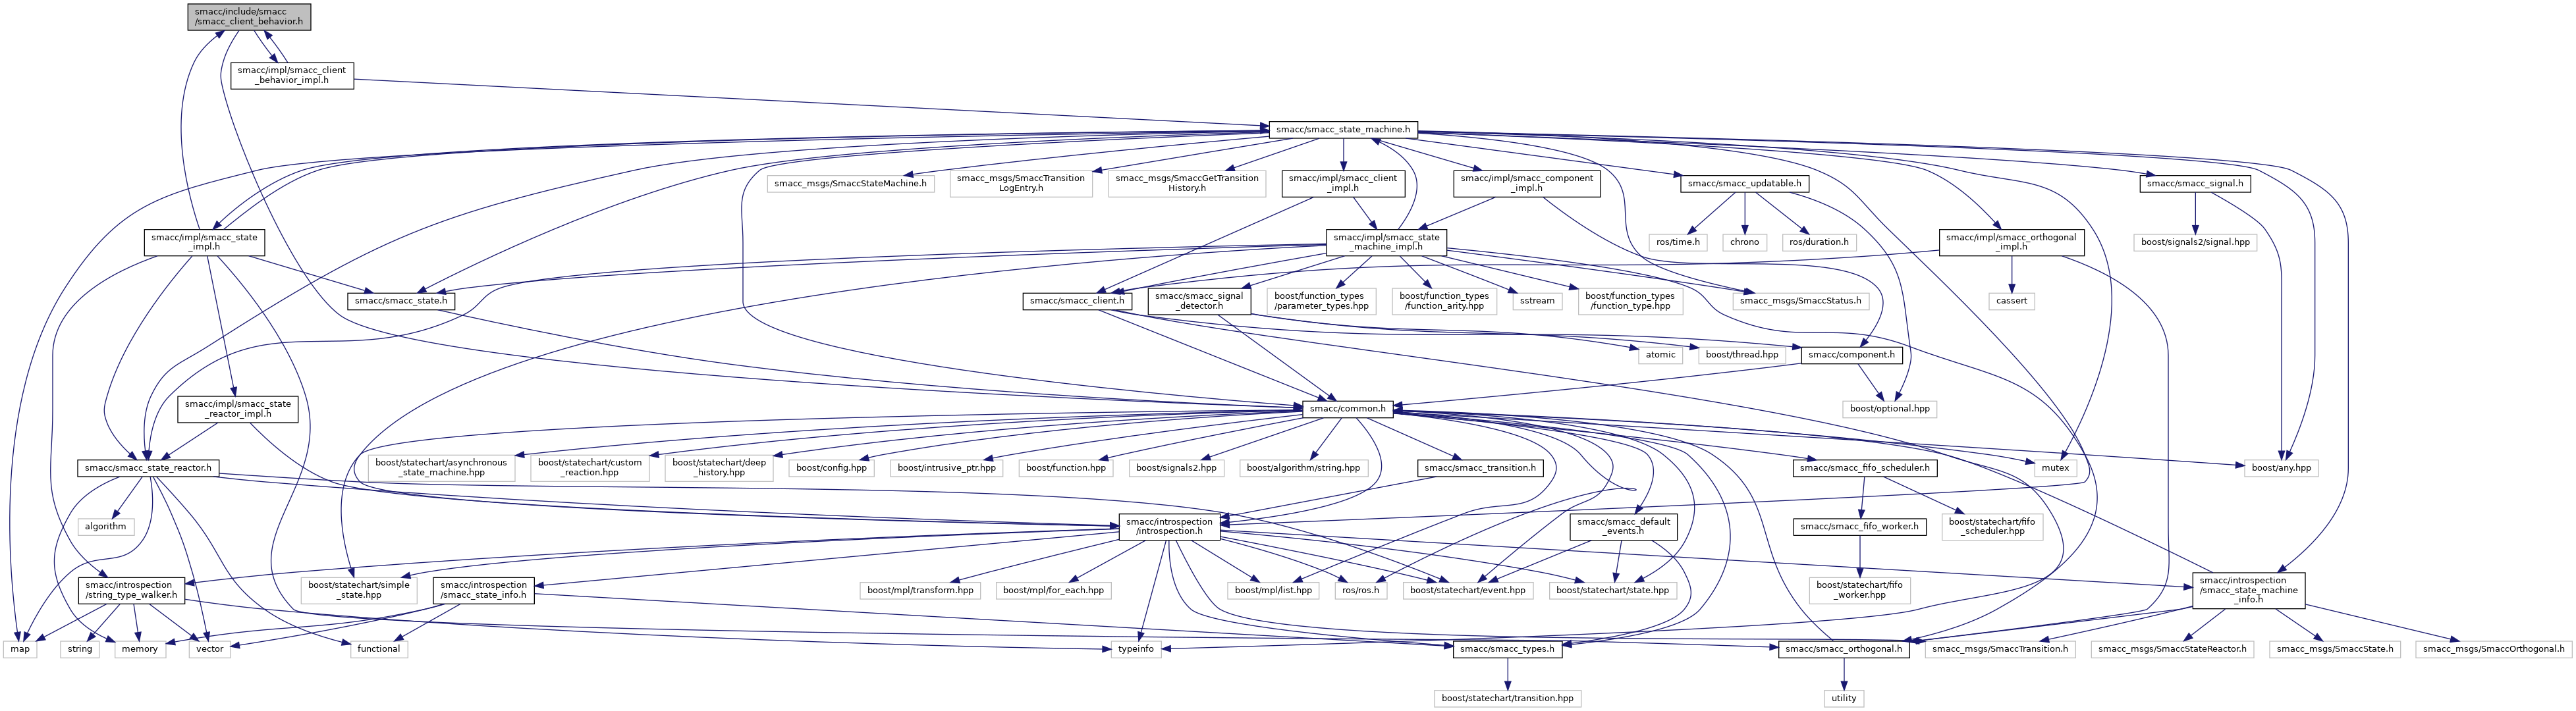 smacc/include/smacc
/smacc_client_behavior.h
smacc/impl/smacc_client
_behavior_impl.h
smacc/smacc_state_machine.h
smacc_msgs/SmaccStateMachine.h
smacc_msgs/SmaccTransition
LogEntry.h
smacc_msgs/SmaccGetTransition
History.h
smacc/impl/smacc_client
_impl.h
smacc/impl/smacc_component
_impl.h
smacc/smacc_updatable.h
smacc/smacc_signal.h
smacc/impl/smacc_state
_impl.h
smacc/impl/smacc_state
_machine_impl.h
ros/time.h
chrono
ros/duration.h
smacc/impl/smacc_orthogonal
_impl.h
boost/signals2/signal.hpp
smacc/smacc_state.h
smacc/smacc_client.h
smacc/smacc_signal
_detector.h
boost/function_types
/parameter_types.hpp
boost/function_types
/function_arity.hpp
sstream
boost/function_types
/function_type.hpp
smacc_msgs/SmaccStatus.h
cassert
atomic
boost/thread.hpp
smacc/component.h
smacc/impl/smacc_state
_reactor_impl.h
smacc/common.h
boost/optional.hpp
smacc/smacc_state_reactor.h
boost/statechart/asynchronous
_state_machine.hpp
boost/statechart/custom
_reaction.hpp
boost/statechart/deep
_history.hpp
boost/config.hpp
boost/intrusive_ptr.hpp
boost/function.hpp
boost/signals2.hpp
boost/algorithm/string.hpp
smacc/smacc_transition.h
smacc/smacc_fifo_scheduler.h
mutex
boost/any.hpp
algorithm
smacc/introspection
/introspection.h
smacc/smacc_default
_events.h
smacc/smacc_fifo_worker.h
boost/statechart/fifo
_scheduler.hpp
smacc/introspection
/string_type_walker.h
boost/statechart/simple
_state.hpp
smacc/introspection
/smacc_state_info.h
boost/mpl/transform.hpp
boost/mpl/for_each.hpp
boost/mpl/list.hpp
ros/ros.h
boost/statechart/event.hpp
boost/statechart/state.hpp
boost/statechart/fifo
_worker.hpp
smacc/introspection
/smacc_state_machine
_info.h
map
string
memory
vector
functional
typeinfo
smacc/smacc_types.h
smacc/smacc_orthogonal.h
smacc_msgs/SmaccTransition.h
smacc_msgs/SmaccStateReactor.h
smacc_msgs/SmaccState.h
smacc_msgs/SmaccOrthogonal.h
boost/statechart/transition.hpp
utility